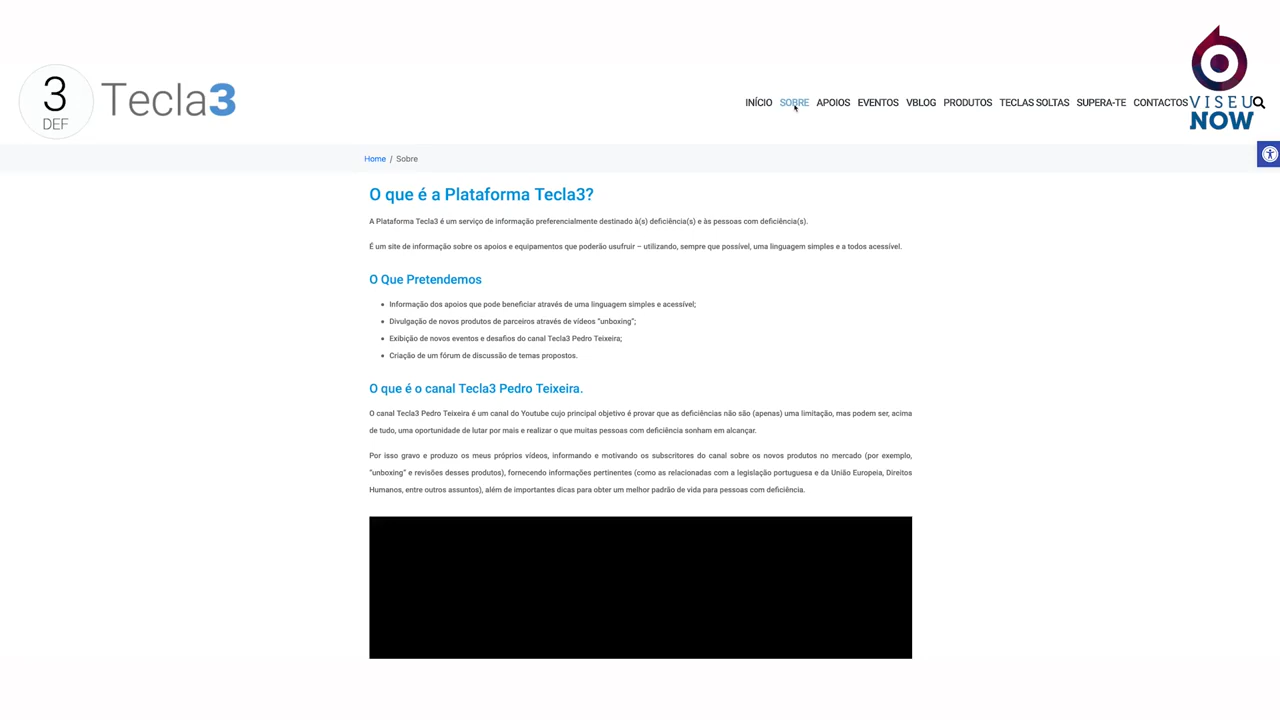 3
DEF
Tecla3
INÍCIO SOBRE APOIOS EVENTOS VBLOG PRODUTOS TECLAS SOLTAS SUPERA-TE CONTACTOS
VISEU
NOW
Home / Sobre
O que é a Plataforma Tecla3?
A Plataforma Tecla3 é um serviço de informação preferencialmente destinado à(s) deficiência(s) e às pessoas com deficiência(s).
É um site de informação sobre os apoios e equipamentos que poderão usufruir – utilizando, sempre que possível, uma linguagem simples e a todos acessível.
O Que Pretendemos
Informação dos apoios que pode beneficiar através de uma linguagem simples e acessível;
Divulgação de novos produtos de parceiros através de vídeos “unboxing”;
Exibição de novos eventos e desafios do canal Tecla3 Pedro Teixeira;
Criação de um fórum de discussão de temas propostos.
O que é o canal Tecla3 Pedro Teixeira.
O canal Tecla3 Pedro Teixeira é um canal do Youtube cujo principal objetivo é provar que as deficiências não são (apenas) uma limitação, mas podem ser, acima
de tudo, uma oportunidade de lutar por mais e realizar o que muitas pessoas com deficiência sonham em alcançar.
Por isso gravo e produzo os meus próprios vídeos, informando e motivando os subscritores do canal sobre os novos produtos no mercado (por exemplo,
“unboxing” e revisões desses produtos), fornecendo informações pertinentes (como as relacionadas com a legislação portuguesa e da União Europeia, Direitos
Humanos, entre outros assuntos), além de importantes dicas para obter um melhor padrão de vida para pessoas com deficiência.